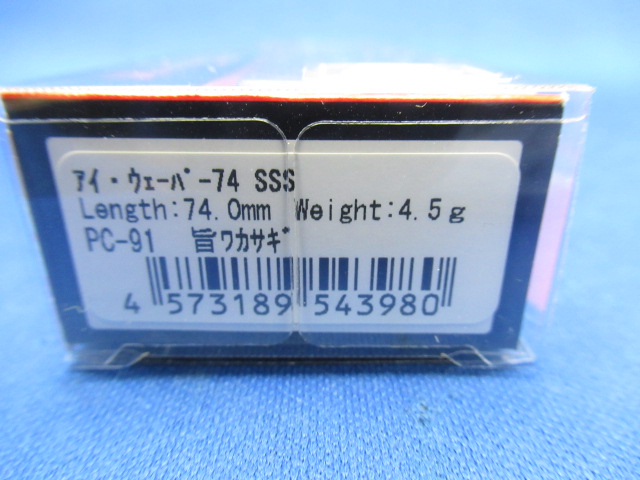 アイ・ウェーバー74 SSS
Length:74.0mm Weight:4.5g
PC-91 旨ワカサギ
4 573189 543980